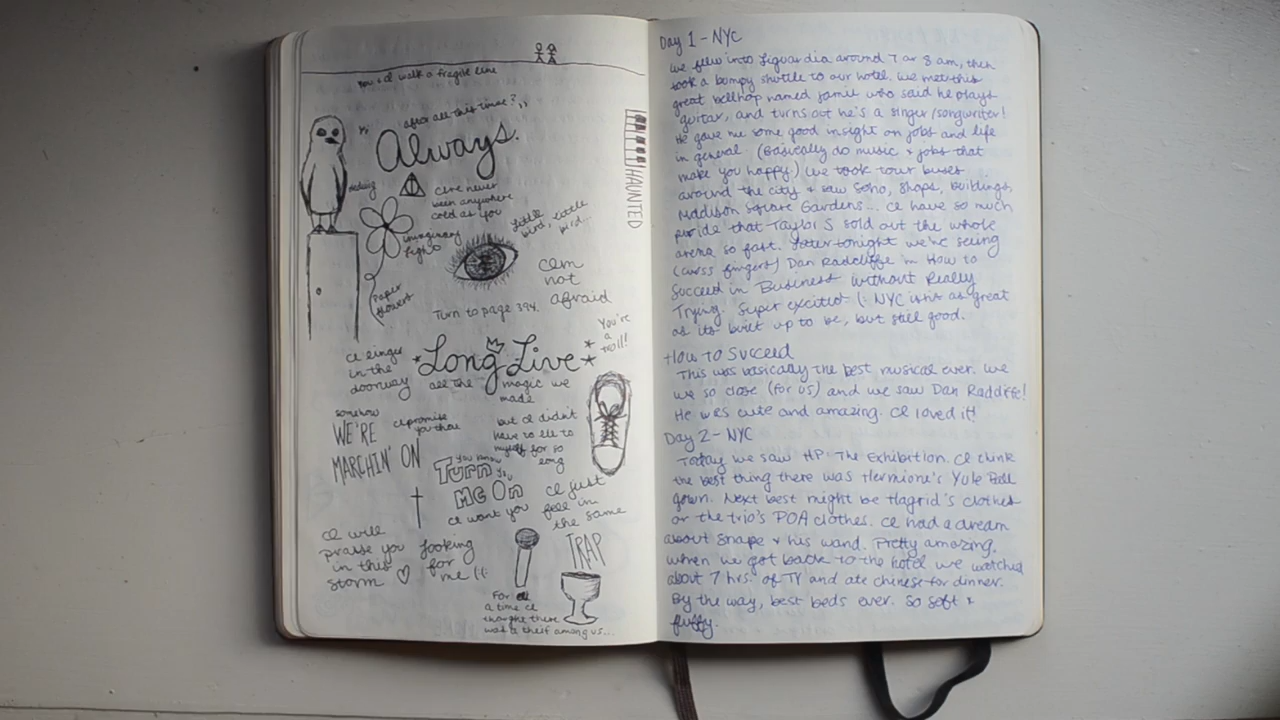 You & I walk a fragile line
after all this time?"
Hi
Always.
HAUNTED
I've never
been anywhere
cold as you
Little
bird, little
bird...
imaginary
light
I'm
not
afraid
Paper
flowers
Turn to page 394.
You're
a
troll!
I linger
in the
doorway
Long Live
all the magic we
made
somehow
WE'RE
MARCHIN' ON
I promise
you this
but I didn't
have to lie to
myself for so
long
You know
Turn
Me On
I want you
I just
fell in
the same
TRAP
I will
praise you
in this
storm ♡
looking
for
me (:
For all
a time I
thought there
was a thief among us...
Day 1 - NYC
We flew into Liguardia around 7 or 8 am, then
took a bumpy shuttle to our hotel. We met this
great bellhop named Jamie who said he plays
guitar, and turns out he's a singer/songwriter!
He gave me some good insight on jobs and life
in general (Basically do music + jobs that
make you happy.) We took tour buses
around the city + saw Soho, shops, buildings,
Maddison Square Gardens... I have so much
pride that Taylor S sold out the whole
arena so fast. Later tonight we're seeing
(cross fingers) Dan Radcliffe in How to
Succeed in Business Without Really
Trying. Super excited (: NYC isn't as great
as its built up to be, but still good.
How to Succeed
This was basically the best musical ever. We
we so close (for us) and we saw Dan Radcliffe!
He was cute and amazing. I loved it!
Day 2 - NYC
Today we saw HP: The Exhibition. I think
the best thing there was Hermione's Yule Ball
gown. Next best might be Hagrid's clothes
or the trio's POA clothes. I had a dream
about Snape + his wand. Pretty amazing.
When we got back to the hotel we watched
about 7 hrs. of TV and ate chinese for dinner.
By the way, best beds ever. So soft +
fluffy.